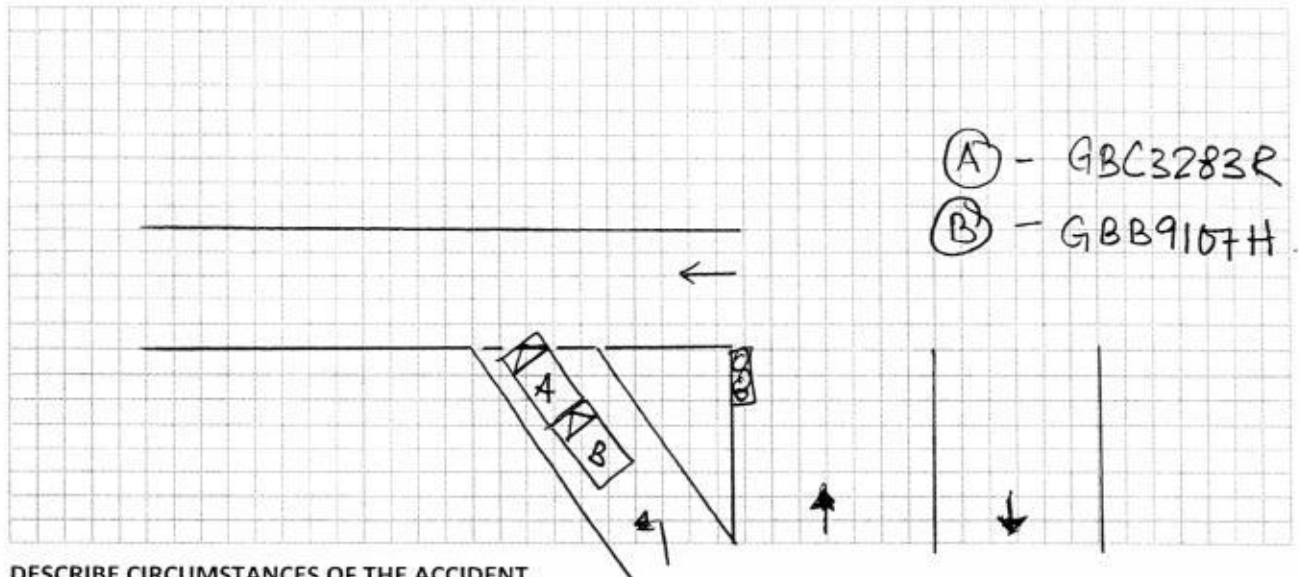 Ⓐ - GBC3283R
Ⓑ - GBB9107H
A
B
DESCRIBE CIRCUMSTANCES OF THE ACCIDENT